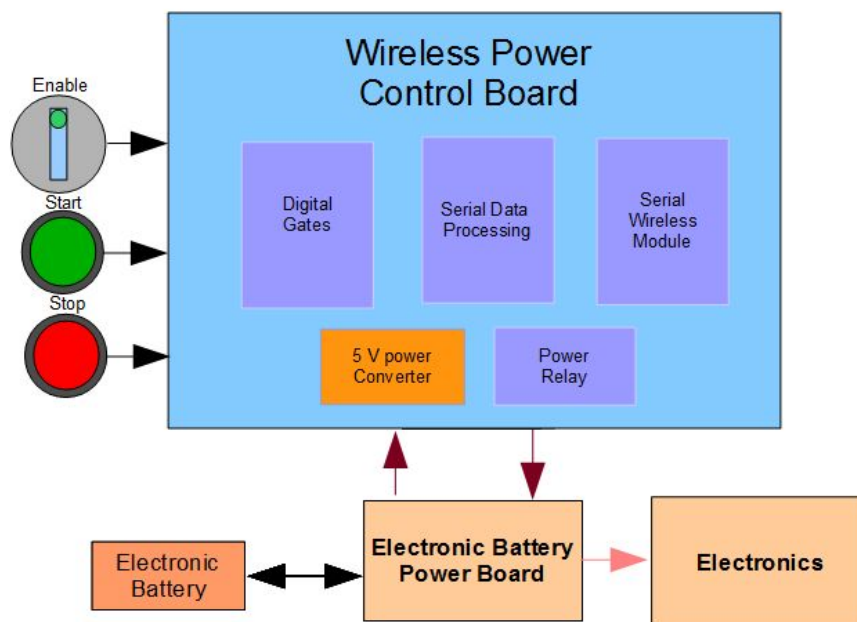 Wireless Power
Control Board
Enable
Start
Stop
Digital
Gates
Serial Data
Processing
Serial
Wireless
Module
5 V power
Converter
Power
Relay
Electronic
Battery
Electronic Battery
Power Board
Electronics